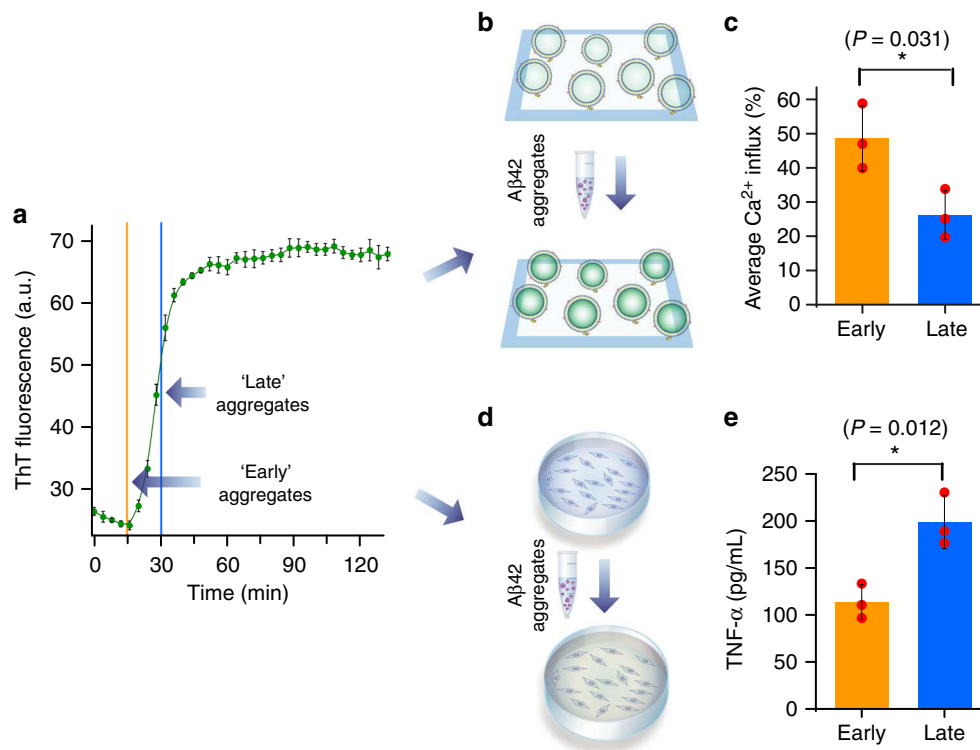 a
ThT fluorescence (a.u.)
70
60
50
40
30
0
30
60
90
120
Time (min)
'Late'
aggregates
'Early'
aggregates
b
Aβ42
aggregates
c
(P = 0.031)
*
Average Ca²⁺ influx (%)
60
50
40
30
20
10
0
Early
Late
d
Aβ42
aggregates
e
(P = 0.012)
*
TNF-α (pg/mL)
250
200
150
100
50
0
Early
Late